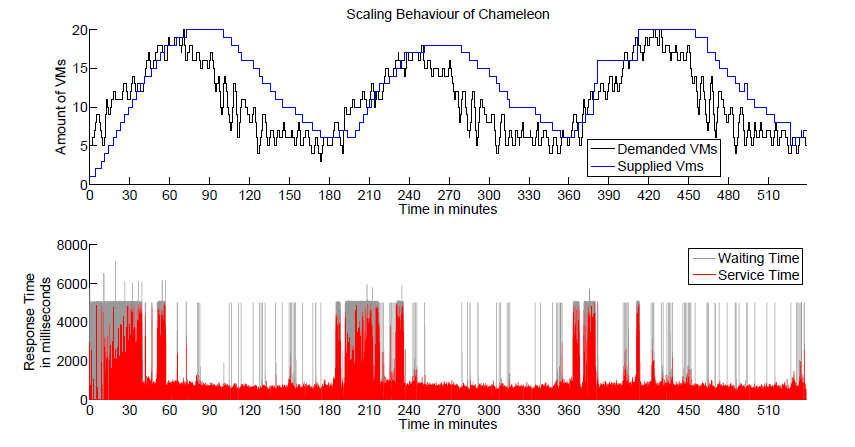 Scaling Behaviour of Chameleon
Amount of VMs
20
15
10
5
0
Demanded VMs
Supplied Vms
0 30 60 90 120 150 180 210 240 270 300 330 360 390 420 450 480 510
Time in minutes
Response Time
in milliseconds
8000
6000
4000
2000
0
Waiting Time
Service Time
0 30 60 90 120 150 180 210 240 270 300 330 360 390 420 450 480 510
Time in minutes